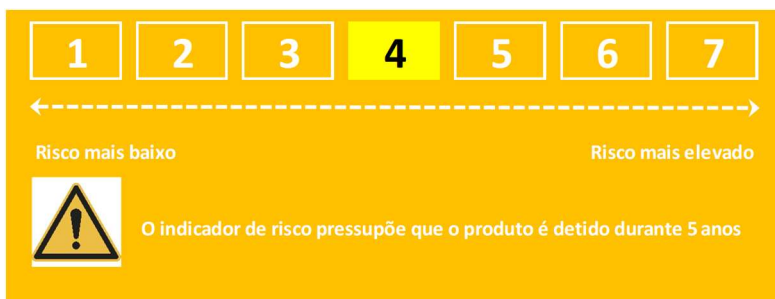 1 2 3 4 5 6 7
Risco mais baixo Risco mais elevado
O indicador de risco pressupõe que o produto é detido durante 5 anos